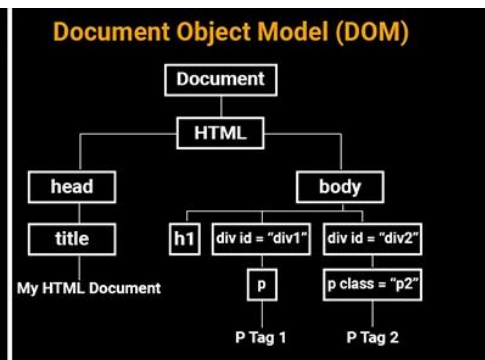 Document Object Model (DOM)
Document
HTML
head
body
title
h1
div id = "div1"
div id = "div2"
My HTML Document
p
p class = "p2"
P Tag 1
P Tag 2